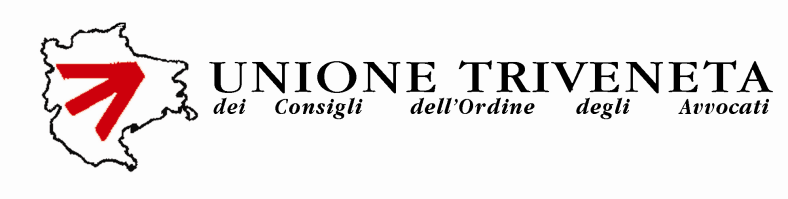 UNIONE TRIVENETA
dei Consigli dell'Ordine degli Avvocati